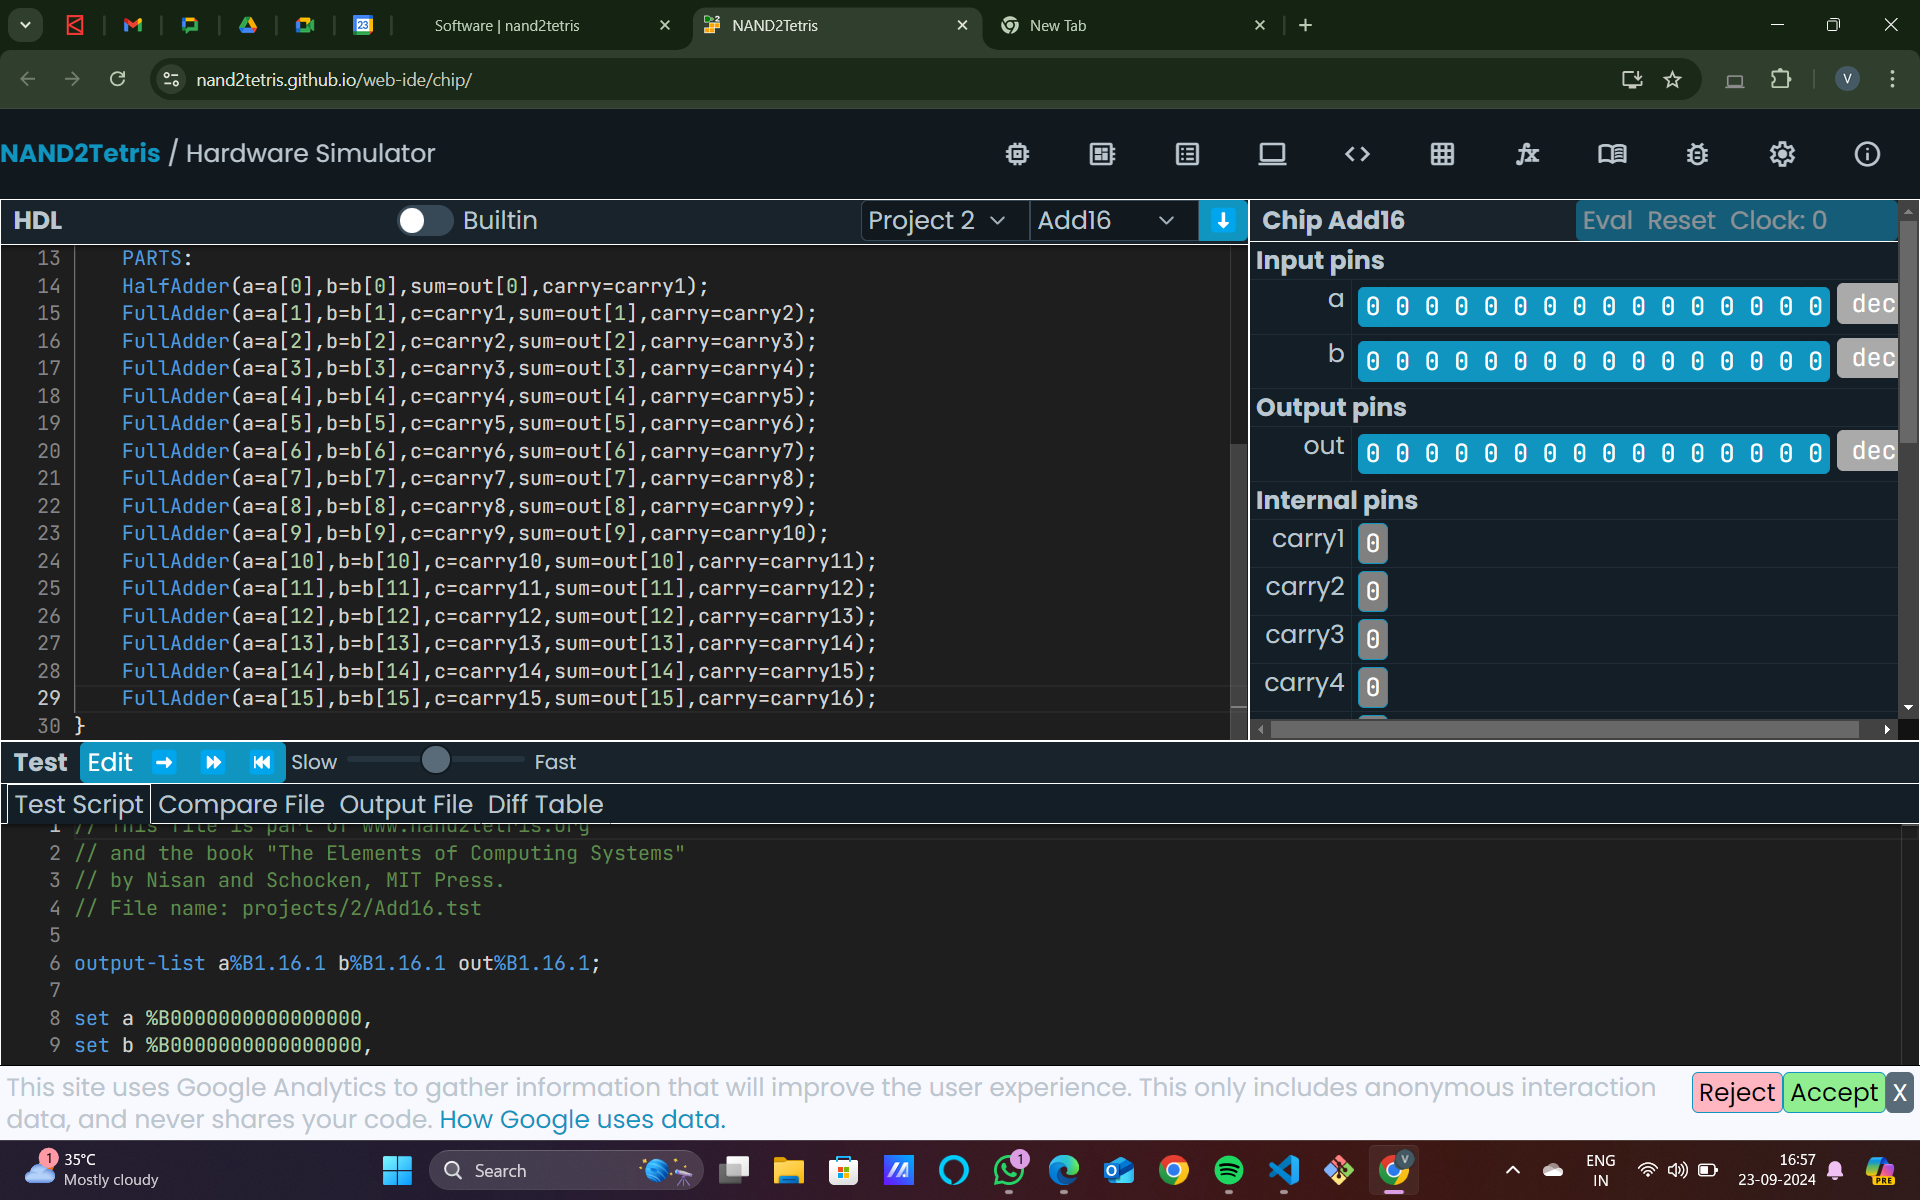 Software | nand2tetris
NAND2Tetris
New Tab
nand2tetris.github.io/web-ide/chip/
V
NAND2Tetris / Hardware Simulator
HDL
Builtin
Project 2
Add16
Chip Add16
Eval Reset Clock: 0
13 PARTS:
14 HalfAdder(a=a[0],b=b[0],sum=out[0],carry=carry1);
15 FullAdder(a=a[1],b=b[1],c=carry1,sum=out[1],carry=carry2);
16 FullAdder(a=a[2],b=b[2],c=carry2,sum=out[2],carry=carry3);
17 FullAdder(a=a[3],b=b[3],c=carry3,sum=out[3],carry=carry4);
18 FullAdder(a=a[4],b=b[4],c=carry4,sum=out[4],carry=carry5);
19 FullAdder(a=a[5],b=b[5],c=carry5,sum=out[5],carry=carry6);
20 FullAdder(a=a[6],b=b[6],c=carry6,sum=out[6],carry=carry7);
21 FullAdder(a=a[7],b=b[7],c=carry7,sum=out[7],carry=carry8);
22 FullAdder(a=a[8],b=b[8],c=carry8,sum=out[8],carry=carry9);
23 FullAdder(a=a[9],b=b[9],c=carry9,sum=out[9],carry=carry10);
24 FullAdder(a=a[10],b=b[10],c=carry10,sum=out[10],carry=carry11);
25 FullAdder(a=a[11],b=b[11],c=carry11,sum=out[11],carry=carry12);
26 FullAdder(a=a[12],b=b[12],c=carry12,sum=out[12],carry=carry13);
27 FullAdder(a=a[13],b=b[13],c=carry13,sum=out[13],carry=carry14);
28 FullAdder(a=a[14],b=b[14],c=carry14,sum=out[14],carry=carry15);
29 FullAdder(a=a[15],b=b[15],c=carry15,sum=out[15],carry=carry16);
30 }
Input pins
a 0 0 0 0 0 0 0 0 0 0 0 0 0 0 0 0 dec
b 0 0 0 0 0 0 0 0 0 0 0 0 0 0 0 0 dec
Output pins
out 0 0 0 0 0 0 0 0 0 0 0 0 0 0 0 0 dec
Internal pins
carry1 0
carry2 0
carry3 0
carry4 0
Test Edit Slow Fast
Test Script Compare File Output File Diff Table
1 // This file is part of www.nand2tetris.org
2 // and the book "The Elements of Computing Systems"
3 // by Nisan and Schocken, MIT Press.
4 // File name: projects/2/Add16.tst
5
6 output-list a%B1.16.1 b%B1.16.1 out%B1.16.1;
7
8 set a %B0000000000000000,
9 set b %B0000000000000000,
This site uses Google Analytics to gather information that will improve the user experience. This only includes anonymous interaction
data, and never shares your code. How Google uses data.
Reject Accept X
1
35°C
Mostly cloudy
Search
1
V
ENG
IN
16:57
23-09-2024
PRE